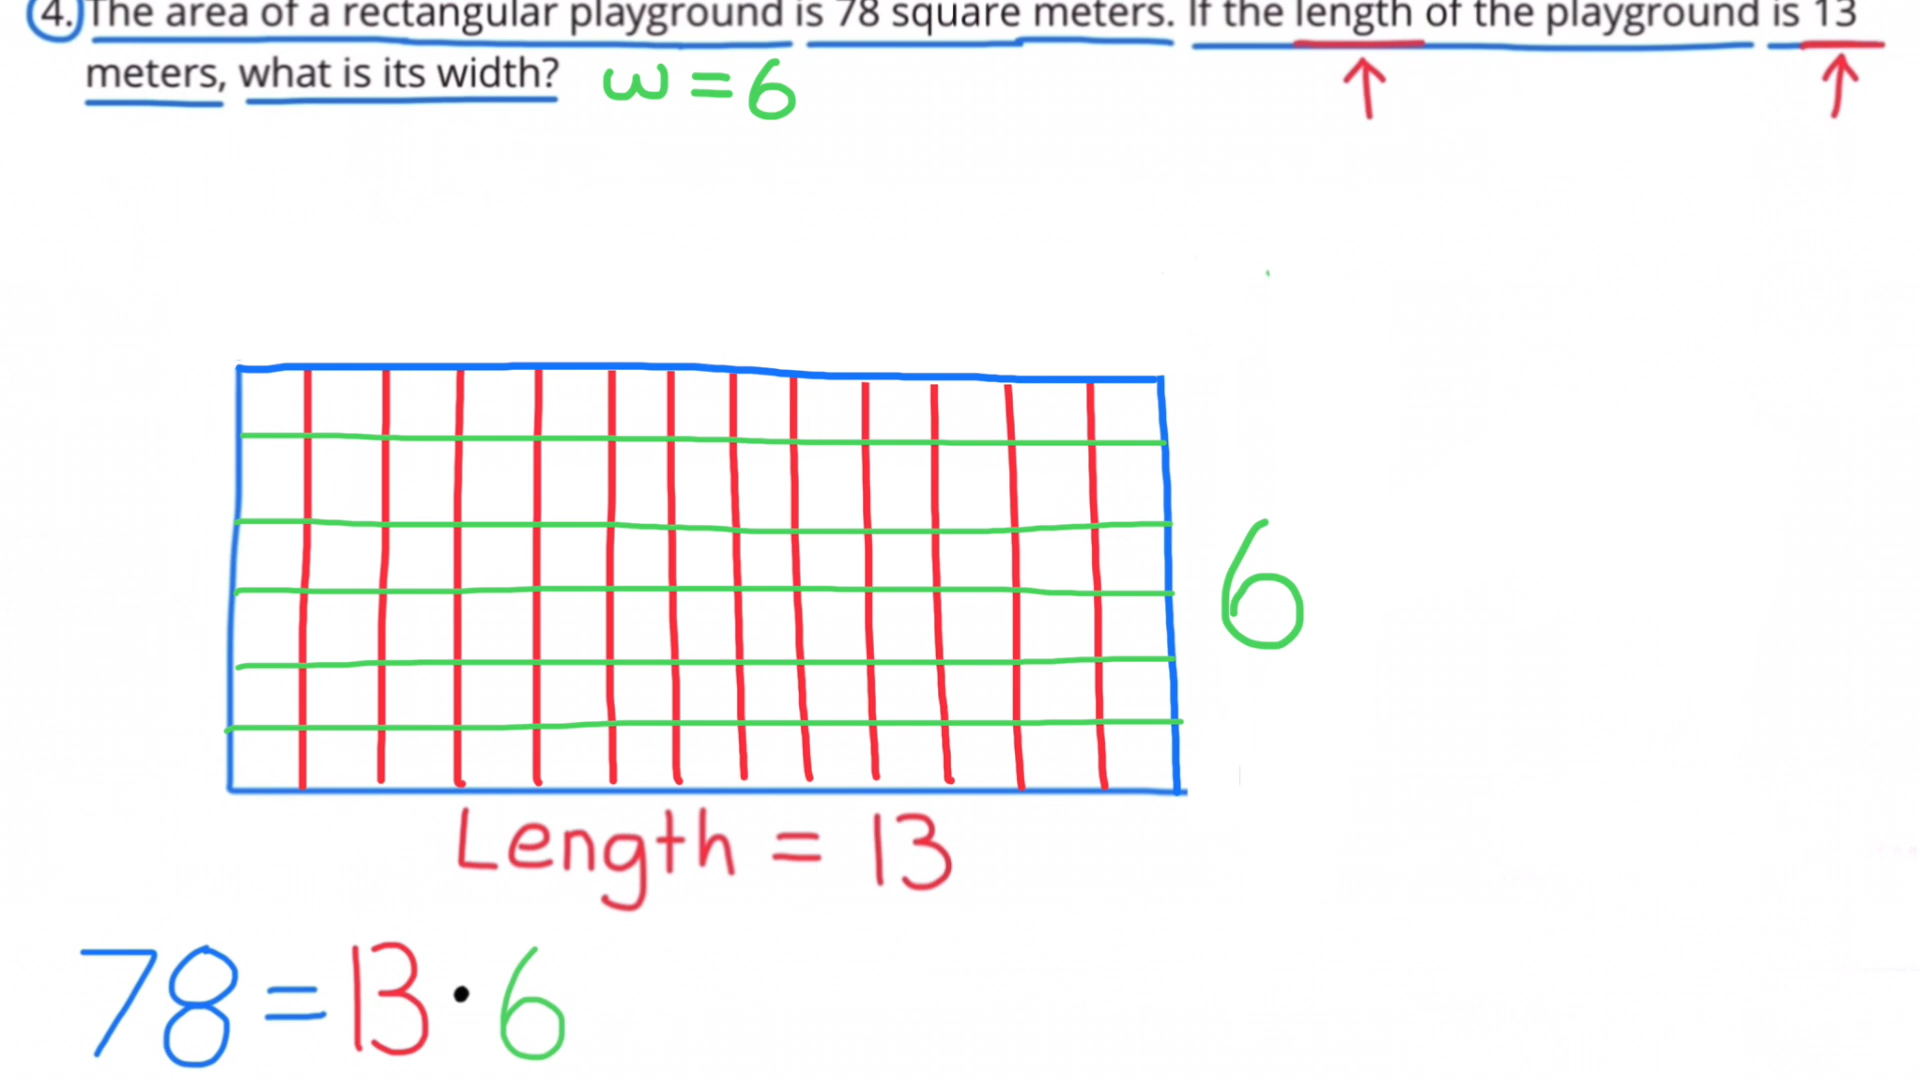 4. The area of a rectangular playground is 78 square meters. If the length of the playground is 13
meters, what is its width? w = 6
6
Length = 13
78 = 13 · 6